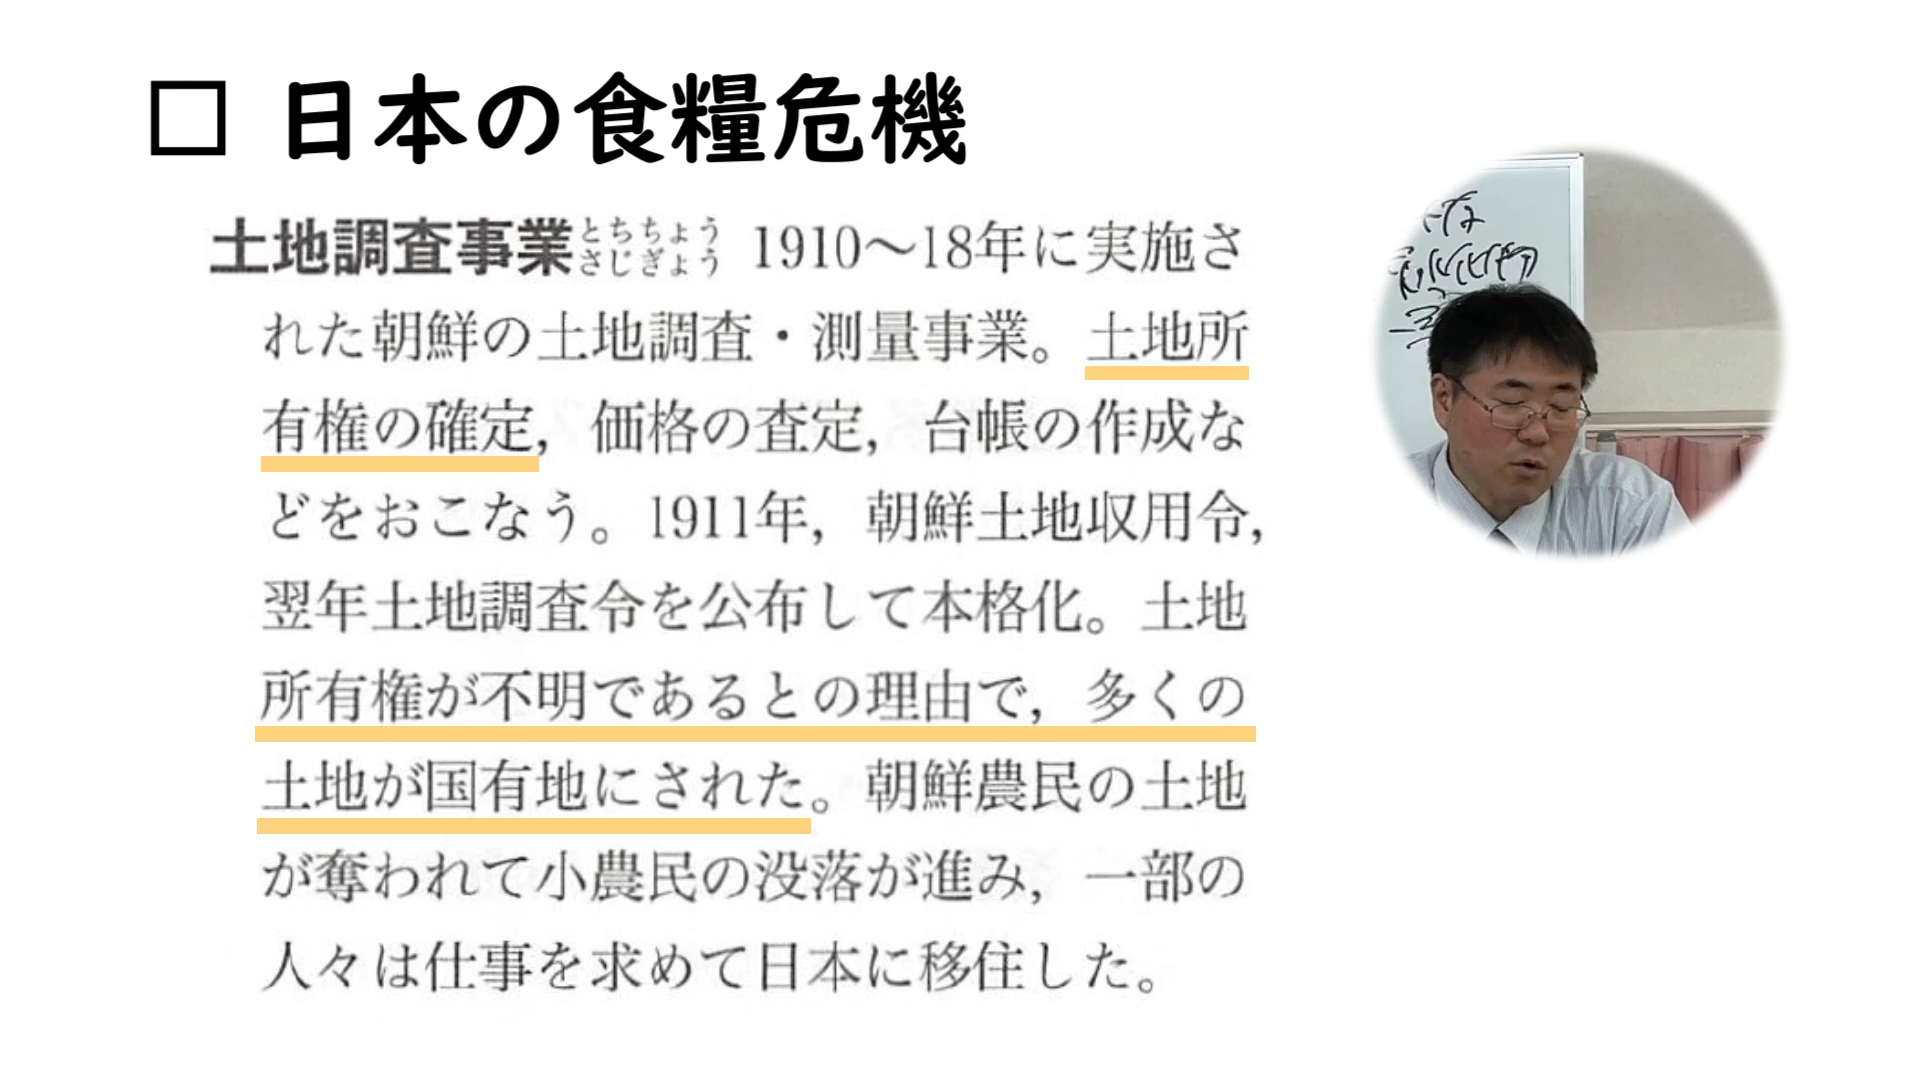 □ 日本の食糧危機
土地調査事業とちちょうさじぎょう 1910～18年に実施さ
れた朝鮮の土地調査・測量事業。土地所
有権の確定，価格の査定，台帳の作成な
どをおこなう。1911年，朝鮮土地収用令，
翌年土地調査令を公布して本格化。土地
所有権が不明であるとの理由で，多くの
土地が国有地にされた。朝鮮農民の土地
が奪われて小農民の没落が進み，一部の
人々は仕事を求めて日本に移住した。